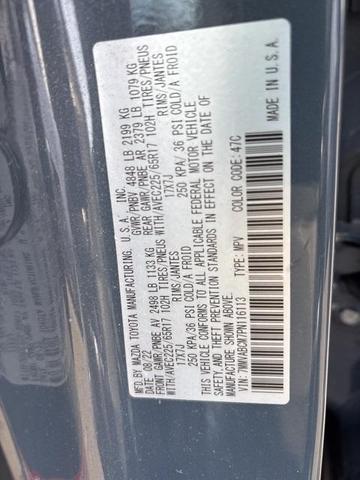 MFD.BY MAZDA TOYOTA MANUFACTURING, U.S.A., INC.
08/22 GVWR/PNBV 4848 LB 2199 KG
FRONT GAWR/PNBE AV 2498 LB 1133 KG REAR GAWR/PNBE AR 2379 LB 1079 KG
WITH/AVEC225/65R17 102H TIRES/PNEUS WITH/AVEC225/65R17 102H TIRES/PNEUS
17X7J RIMS/JANTES 17X7J RIMS/JANTES
250 KPA/ 36 PSI COLD/A FROID 250 KPA/ 36 PSI COLD/A FROID
THIS VEHICLE CONFORMS TO ALL APPLICABLE FEDERAL MOTOR VEHICLE
SAFETY,AND THEFT PREVENTION STANDARDS IN EFFECT ON THE DATE
OF MANUFACTURE SHOWN ABOVE.
VIN: 7MMVABCM7PN116113 TYPE: MPV COLOR CODE: 47C
MADE IN U.S.A.